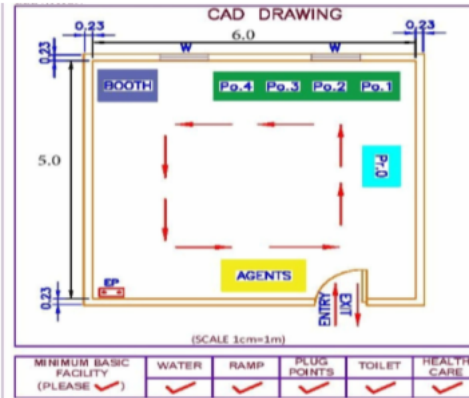 CAD DRAWING
0.23 6.0 0.23
W W
0.23
BOOTH Po.4 Po.3 Po.2 Po.1
5.0
Pr.O
AGENTS
EP
0.23
ENTRY EXIT
(SCALE 1cm=1m)
MINIMUM BASIC FACILITY (PLEASE ✓) WATER RAMP PLUG POINTS TOILET HEALTH CARE
✓ ✓ ✓ ✓ ✓